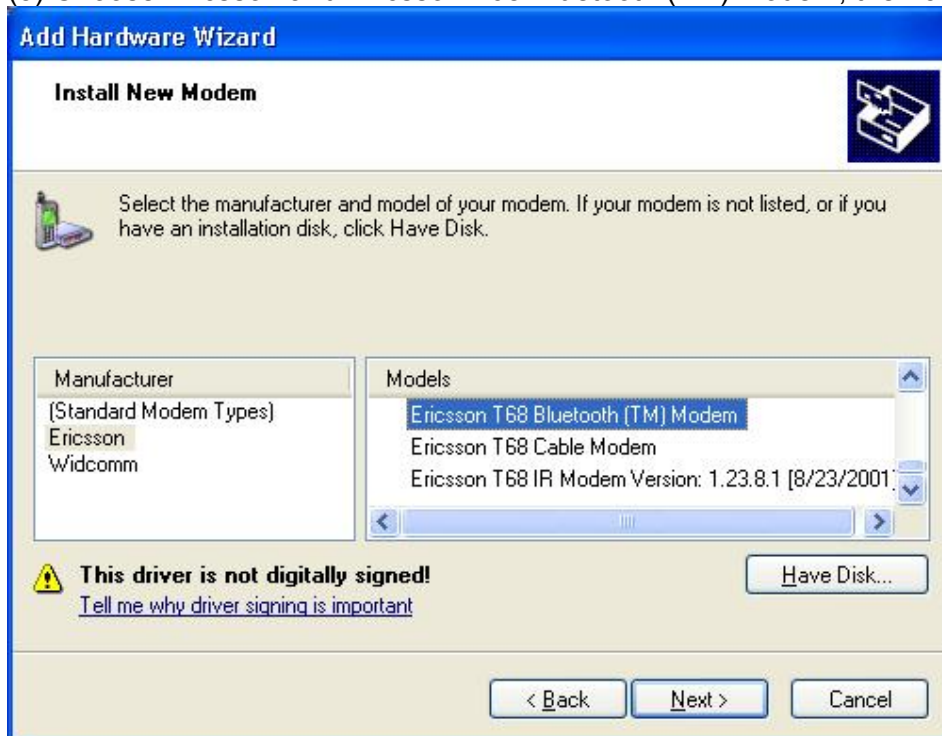 Add Hardware Wizard
Install New Modem
Select the manufacturer and model of your modem. If your modem is not listed, or if you
have an installation disk, click Have Disk.
Manufacturer
(Standard Modem Types)
Ericsson
Widcomm
Models
Ericsson T68 Bluetooth (TM) Modem
Ericsson T68 Cable Modem
Ericsson T68 IR Modem Version: 1.23.8.1 [8/23/2001]
This driver is not digitally signed!
Tell me why driver signing is important
Have Disk...
< Back
Next >
Cancel